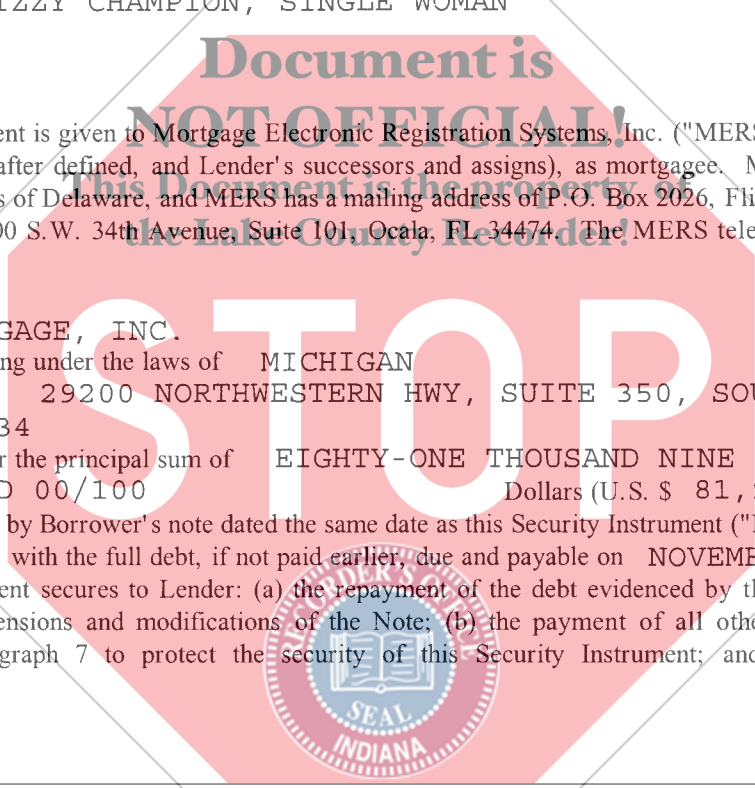 IZZY CHAMPION, SINGLE WOMAN
Document is
NOT OFFICIAL!
ent is given to Mortgage Electronic Registration Systems, Inc. ("MERS
after defined, and Lender's successors and assigns), as mortgagee.
This Document is the property of
s of Delaware, and MERS has a mailing address of P.O. Box 2026, Fli
the Lake County Recorder!
00 S.W. 34th Avenue, Suite 101, Ocala, FL 34474. The MERS tele
STOP
GAGE, INC.
ng under the laws of MICHIGAN
29200 NORTHWESTERN HWY, SUITE 350, SOU
34
r the principal sum of EIGHTY-ONE THOUSAND NINE
D 00/100 Dollars (U.S. $ 81,
by Borrower's note dated the same date as this Security Instrument ("
with the full debt, if not paid earlier, due and payable on NOVEMB
ent secures to Lender: (a) the repayment of the debt evidenced by th
ensions and modifications of the Note; (b) the payment of all othe
graph 7 to protect the security of this Security Instrument; and
RECORDER'S OFFICE
SEAL
INDIANA